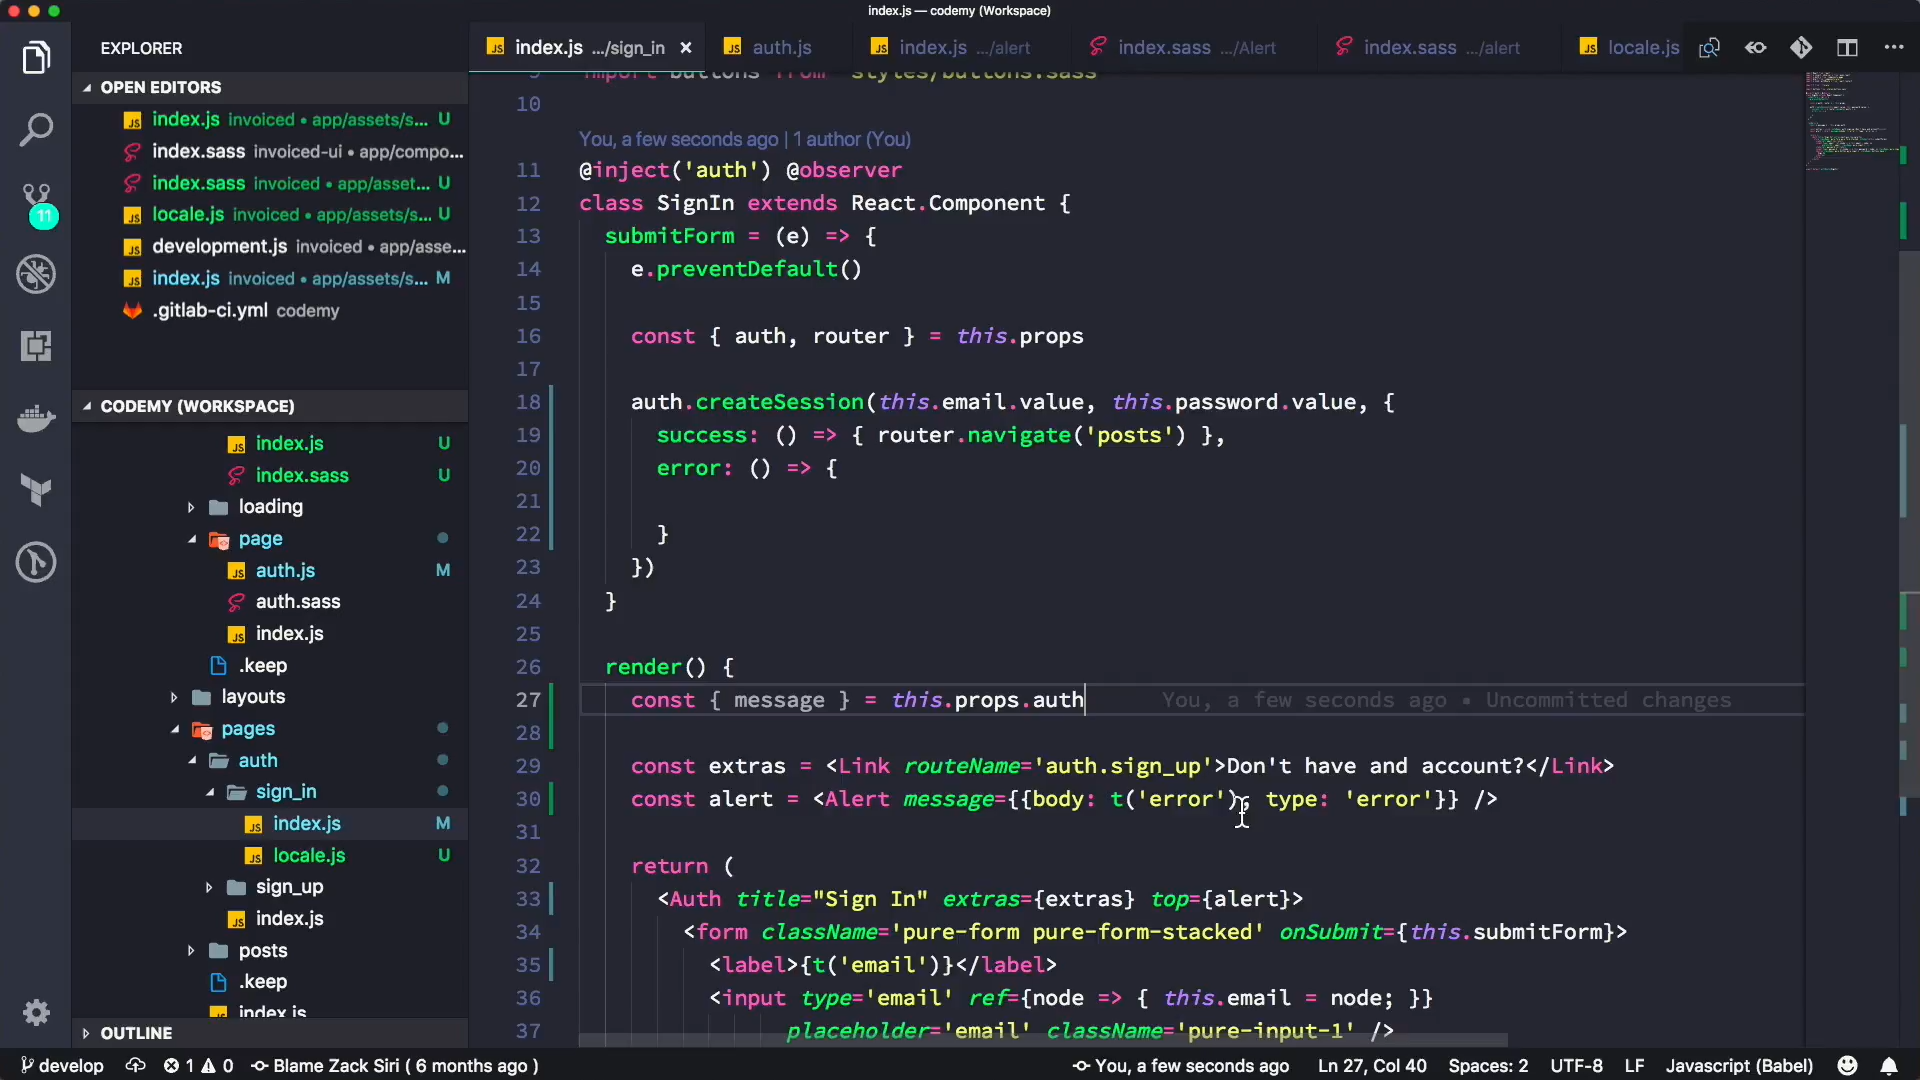 index.js — codemy (Workspace)
EXPLORER
index.js .../sign_in
auth.js
index.js .../alert
index.sass .../Alert
index.sass .../alert
locale.js
OPEN EDITORS
index.js invoiced • app/assets/s... U
index.sass invoiced-ui • app/compo...
index.sass invoiced • app/asset... U
locale.js invoiced • app/assets/s... U
development.js invoiced • app/asse...
index.js invoiced • app/assets/s... M
.gitlab-ci.yml codemy
11
CODEMY (WORKSPACE)
index.js U
index.sass U
loading
page
auth.js M
auth.sass
index.js
.keep
layouts
pages
auth
sign_in
index.js M
locale.js U
sign_up
index.js
posts
.keep
index.js
OUTLINE
9 import buttons from 'styles/buttons.sass'
10
You, a few seconds ago | 1 author (You)
11 @inject('auth') @observer
12 class SignIn extends React.Component {
13 submitForm = (e) => {
14 e.preventDefault()
15
16 const { auth, router } = this.props
17
18 auth.createSession(this.email.value, this.password.value, {
19 success: () => { router.navigate('posts') },
20 error: () => {
21
22 }
23 })
24 }
25
26 render() {
27 const { message } = this.props.auth You, a few seconds ago • Uncommitted changes
28
29 const extras = <Link routeName='auth.sign_up'>Don't have and account?</Link>
30 const alert = <Alert message={{body: t('error'), type: 'error'}} />
31
32 return (
33 <Auth title="Sign In" extras={extras} top={alert}>
34 <form className='pure-form pure-form-stacked' onSubmit={this.submitForm}>
35 <label>{t('email')}</label>
36 <input type='email' ref={node => { this.email = node; }}
37 placeholder='email' className='pure-input-1' />
develop 1 0 Blame Zack Siri ( 6 months ago ) You, a few seconds ago Ln 27, Col 40 Spaces: 2 UTF-8 LF Javascript (Babel)